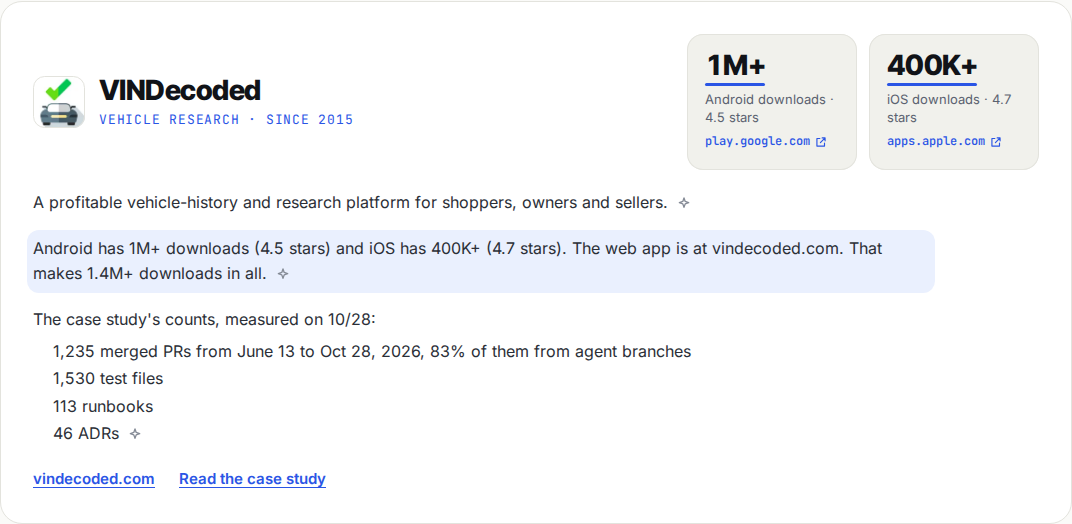 VINDecoded
VEHICLE RESEARCH · SINCE 2015
1M+
Android downloads ·
4.5 stars
play.google.com
400K+
iOS downloads · 4.7
stars
apps.apple.com
A profitable vehicle-history and research platform for shoppers, owners and sellers.
Android has 1M+ downloads (4.5 stars) and iOS has 400K+ (4.7 stars). The web app is at vindecoded.com. That
makes 1.4M+ downloads in all.
The case study's counts, measured on 10/28:
1,235 merged PRs from June 13 to Oct 28, 2026, 83% of them from agent branches
1,530 test files
113 runbooks
46 ADRs
vindecoded.com Read the case study